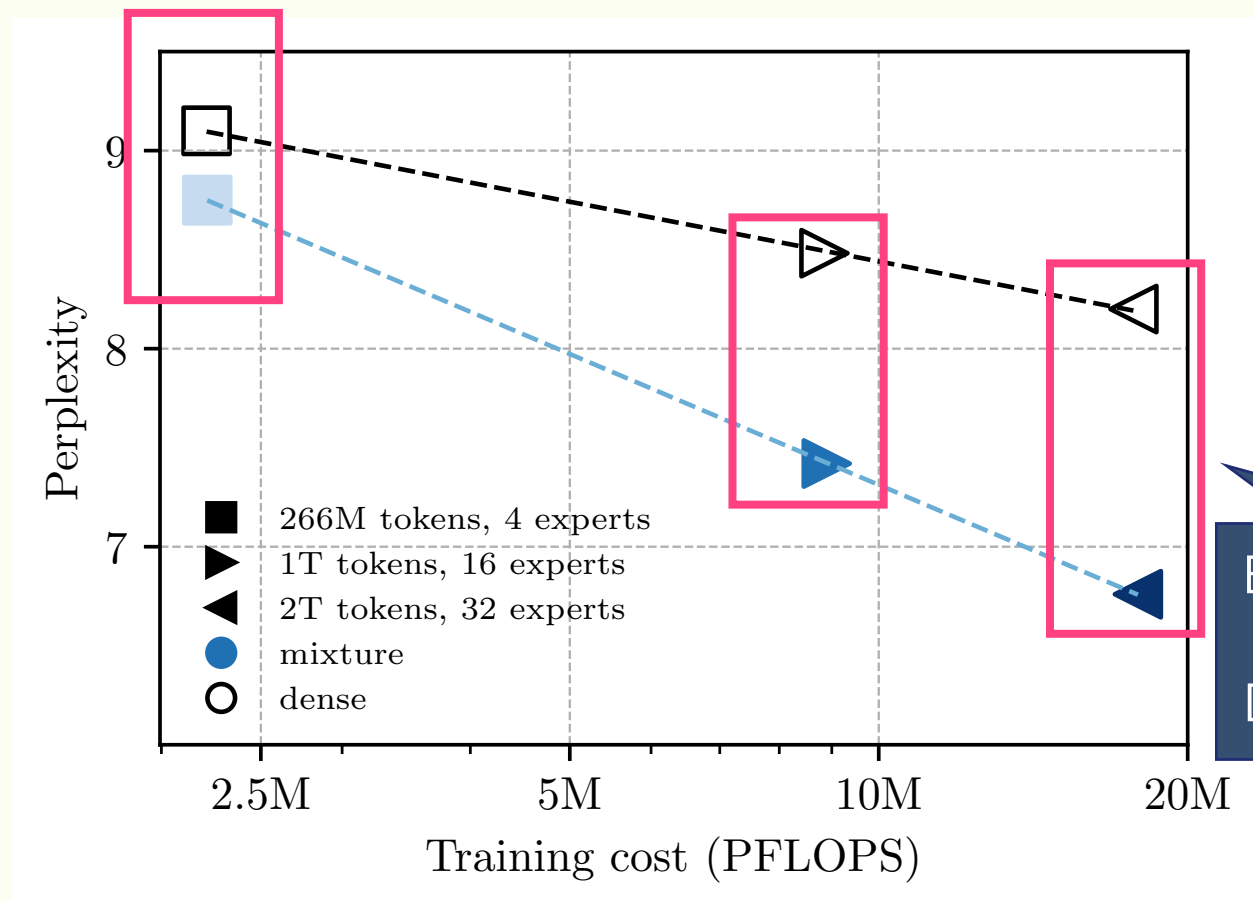 9
8
7
Perplexity
266M tokens, 4 experts
1T tokens, 16 experts
2T tokens, 32 experts
mixture
dense
2.5M 5M 10M 20M
Training cost (PFLOPS)